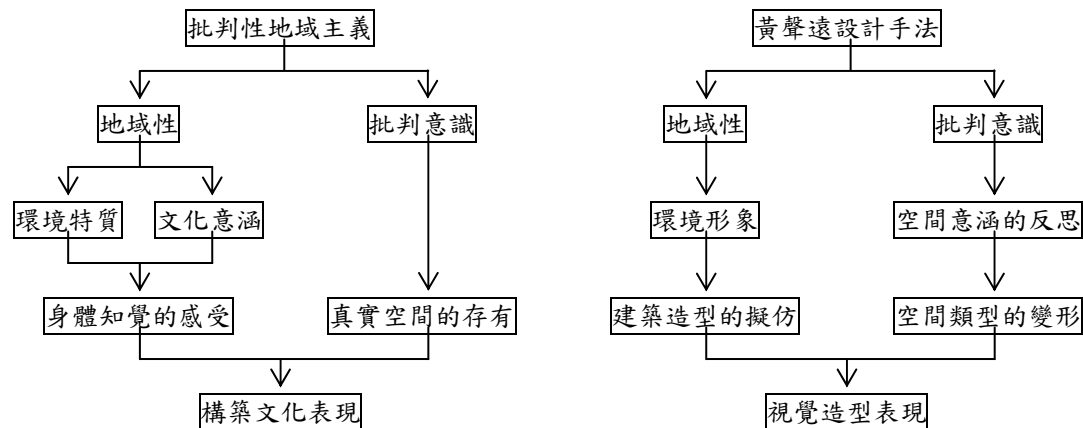 批判性地域主義
地域性
批判意識
環境特質
文化意涵
身體知覺的感受
真實空間的存有
構築文化表現
黃聲遠設計手法
地域性
批判意識
環境形象
空間意涵的反思
建築造型的擬仿
空間類型的變形
視覺造型表現